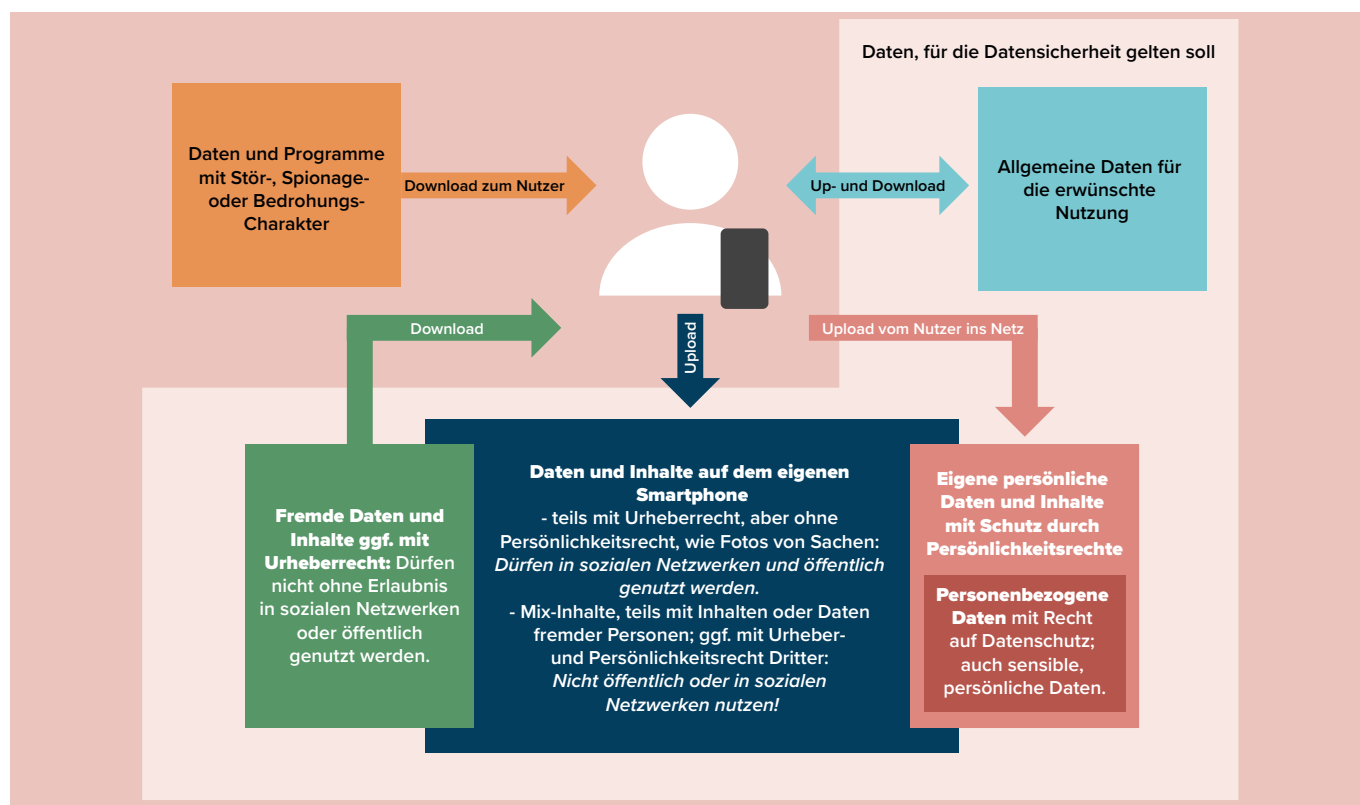 Daten, für die Datensicherheit gelten soll
Daten und Programme
mit Stör-, Spionage-
oder Bedrohungs-
Charakter
Download zum Nutzer
Up- und Download
Allgemeine Daten für
die erwünschte
Nutzung
Download
Upload
Upload vom Nutzer ins Netz
Fremde Daten und
Inhalte ggf. mit
Urheberrecht: Dürfen
nicht ohne Erlaubnis
in sozialen Netzwerken
oder öffentlich
genutzt werden.
Daten und Inhalte auf dem eigenen
Smartphone
- teils mit Urheberrecht, aber ohne
Persönlichkeitsrecht, wie Fotos von Sachen:
Dürfen in sozialen Netzwerken und öffentlich
genutzt werden.
- Mix-Inhalte, teils mit Inhalten oder Daten
fremder Personen; ggf. mit Urheber-
und Persönlichkeitsrecht Dritter:
Nicht öffentlich oder in sozialen
Netzwerken nutzen!
Eigene persönliche
Daten und Inhalte
mit Schutz durch
Persönlichkeitsrechte
Personenbezogene
Daten mit Recht
auf Datenschutz;
auch sensible,
persönliche Daten.